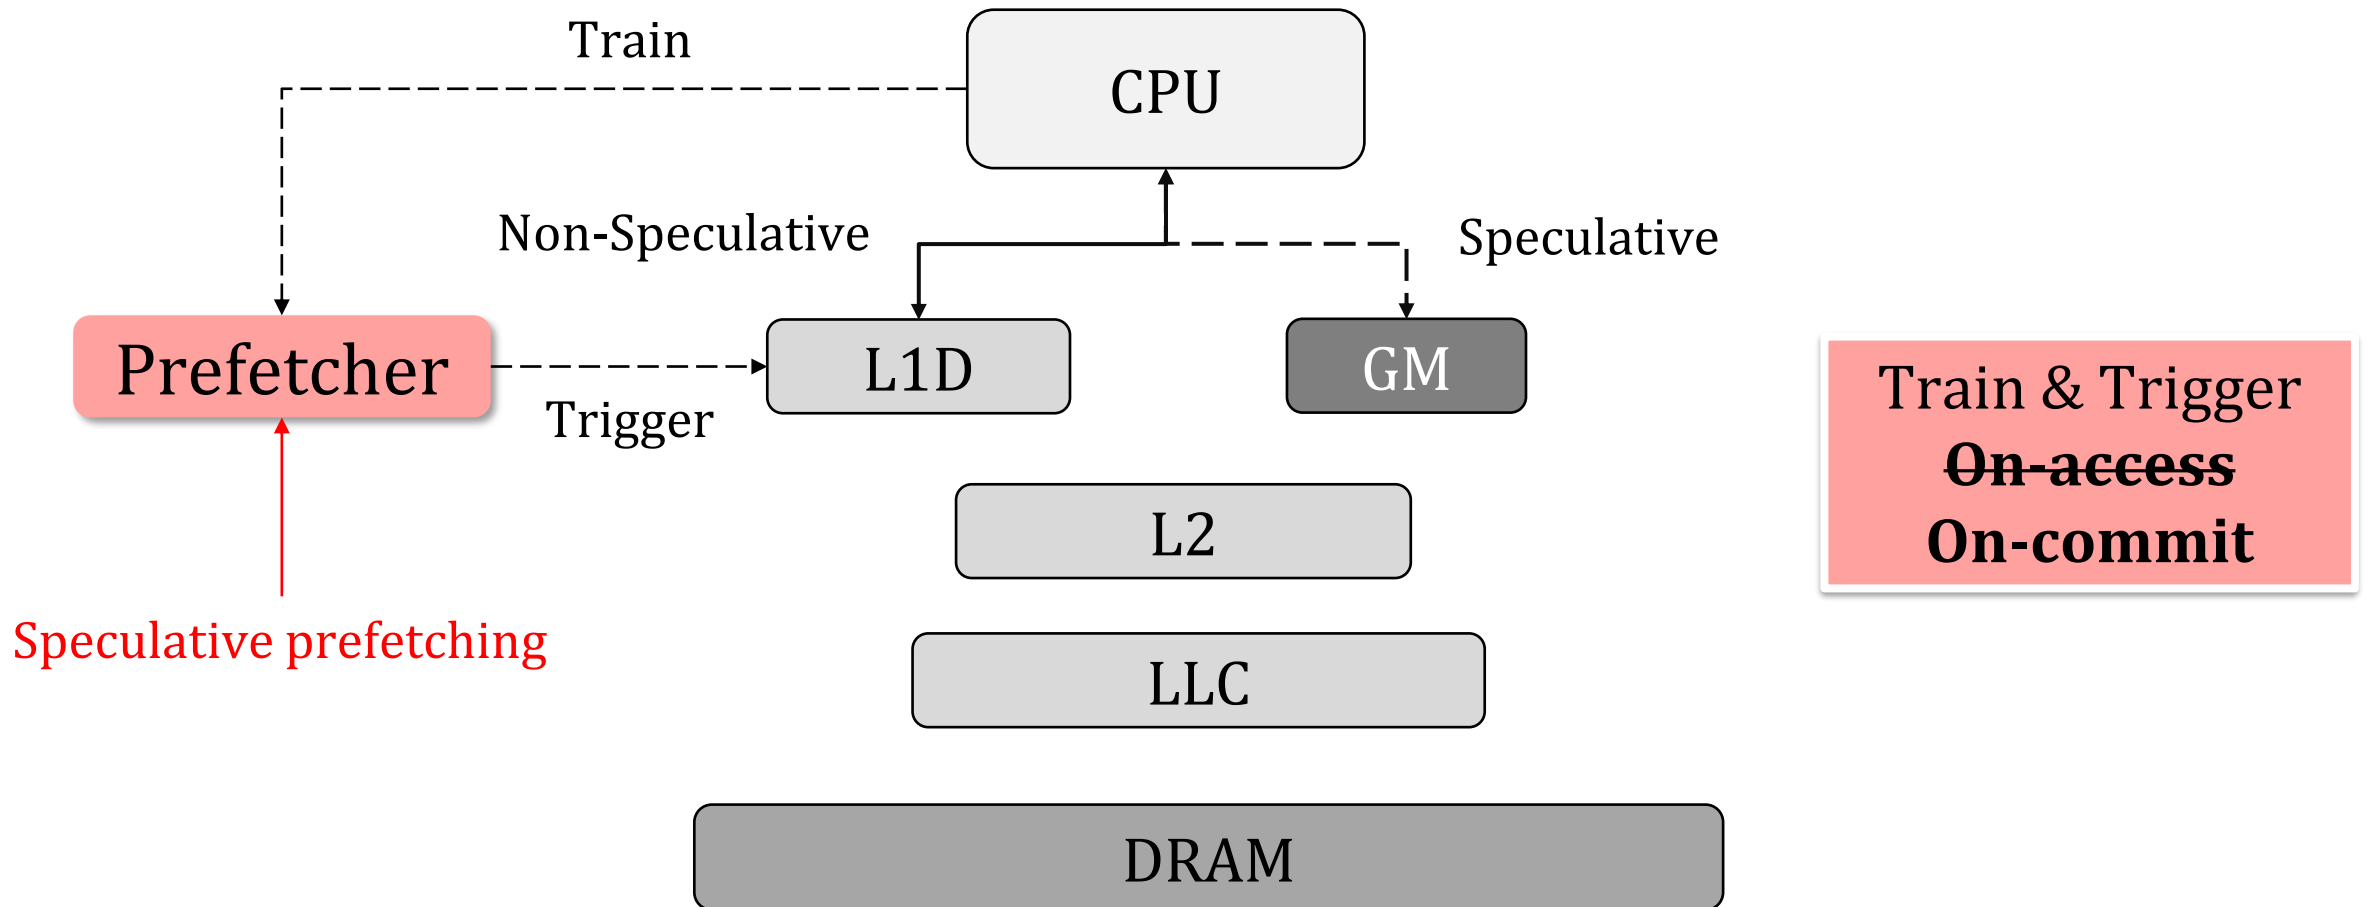 Train
CPU
Non-Speculative
Speculative
Prefetcher
Trigger
L1D
GM
L2
LLC
DRAM
Speculative prefetching
Train & Trigger
On-access
On-commit